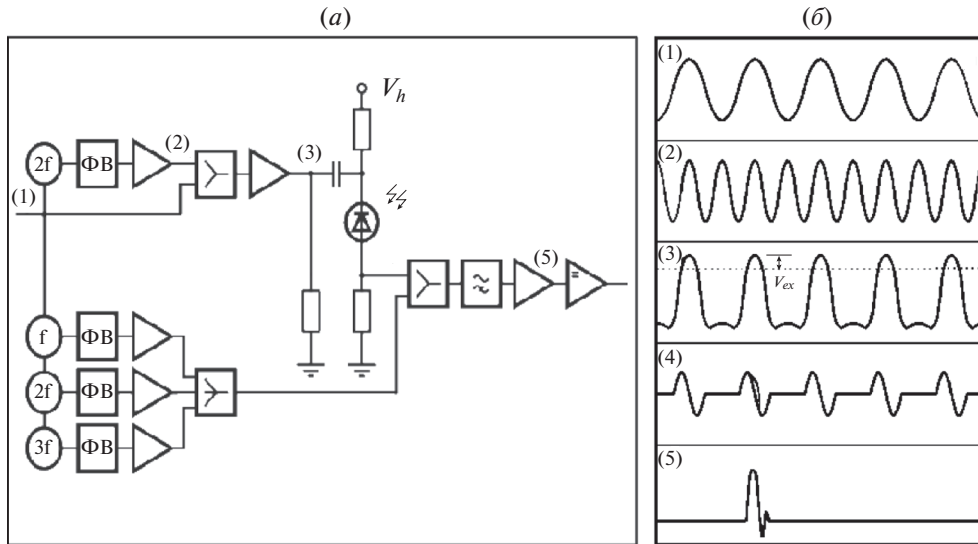 (а)
V_h
(2)
(3)
2f
ФВ
(1)
(5)
=
f
ФВ
2f
ФВ
3f
ФВ
(б)
(1)
(2)
(3)
V_ex
(4)
(5)